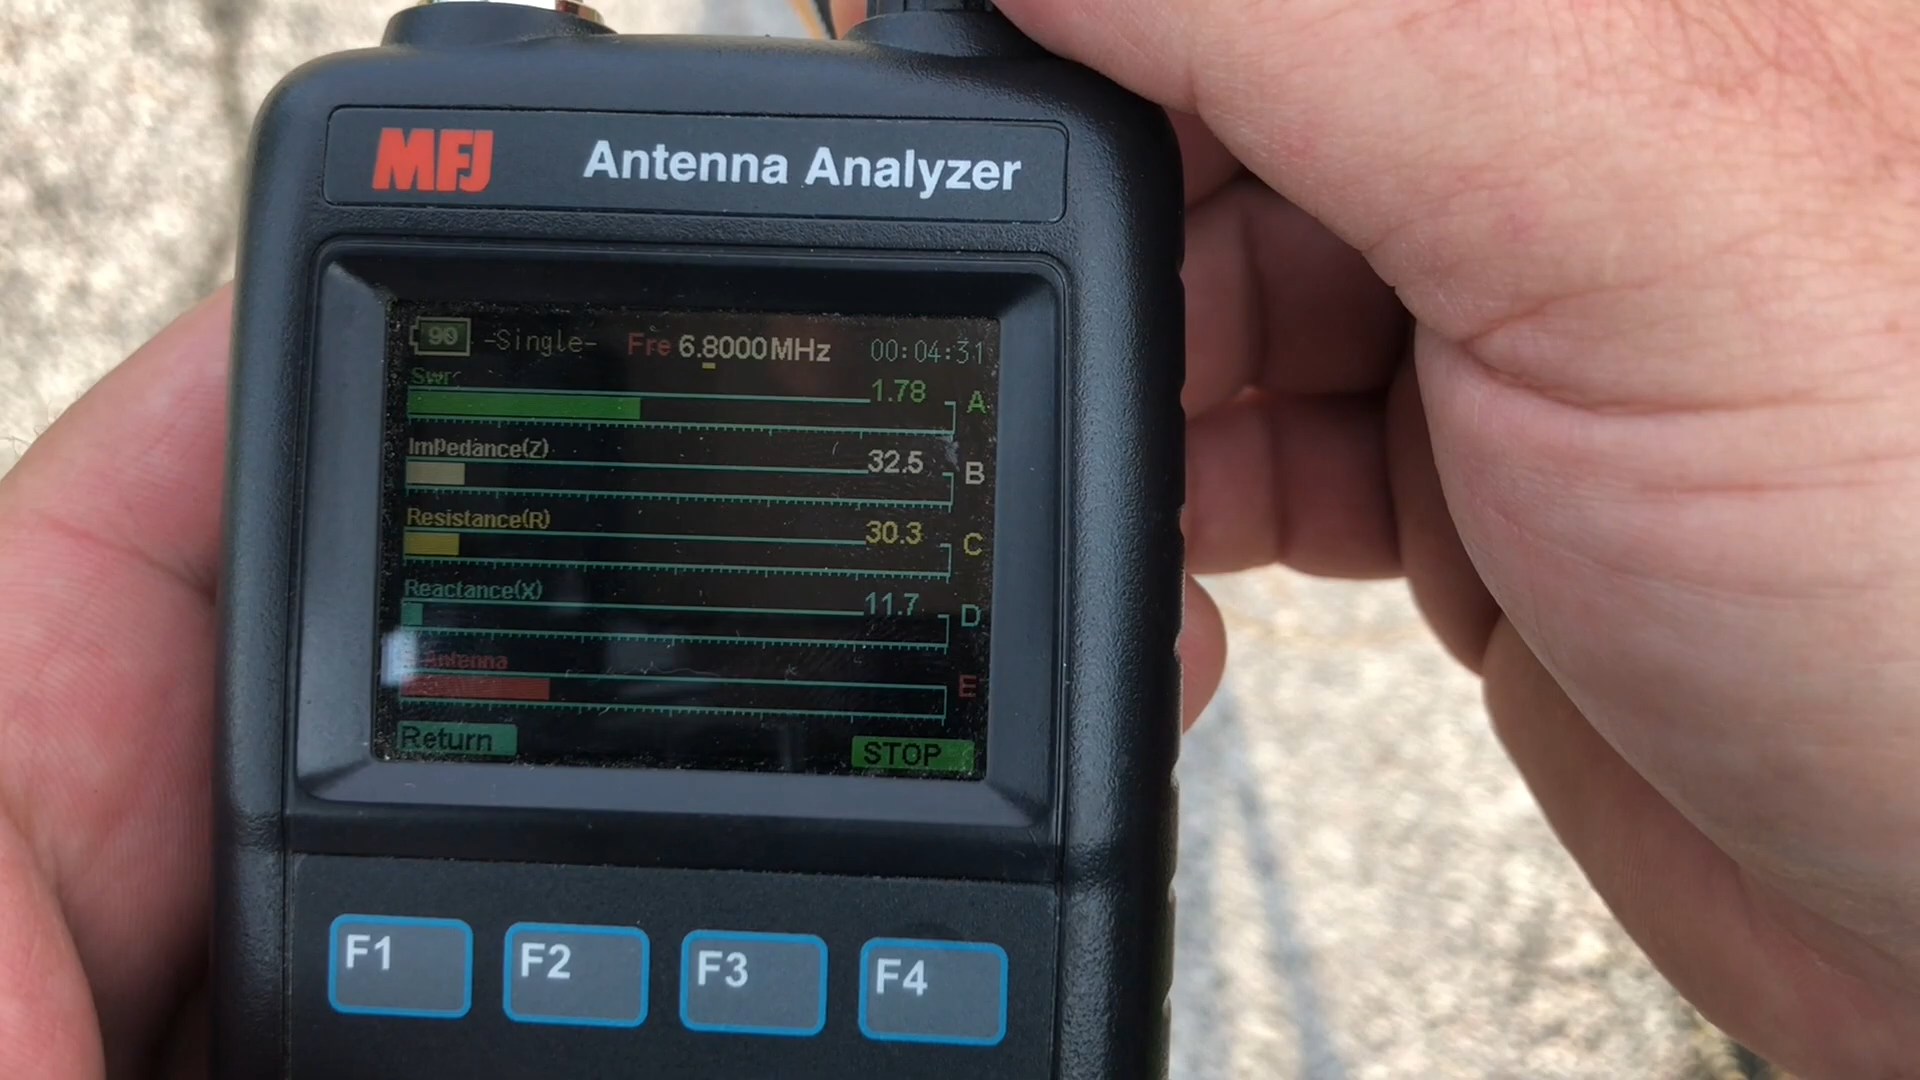 MFJ Antenna Analyzer
90 -Single- Fre 6.8000MHz 00:04:31
Swr 1.78 A
Impedance(Z) 32.5 B
Resistance(R) 30.3 C
Reactance(X) 11.7 D
Antenna E
Return STOP
F1 F2 F3 F4